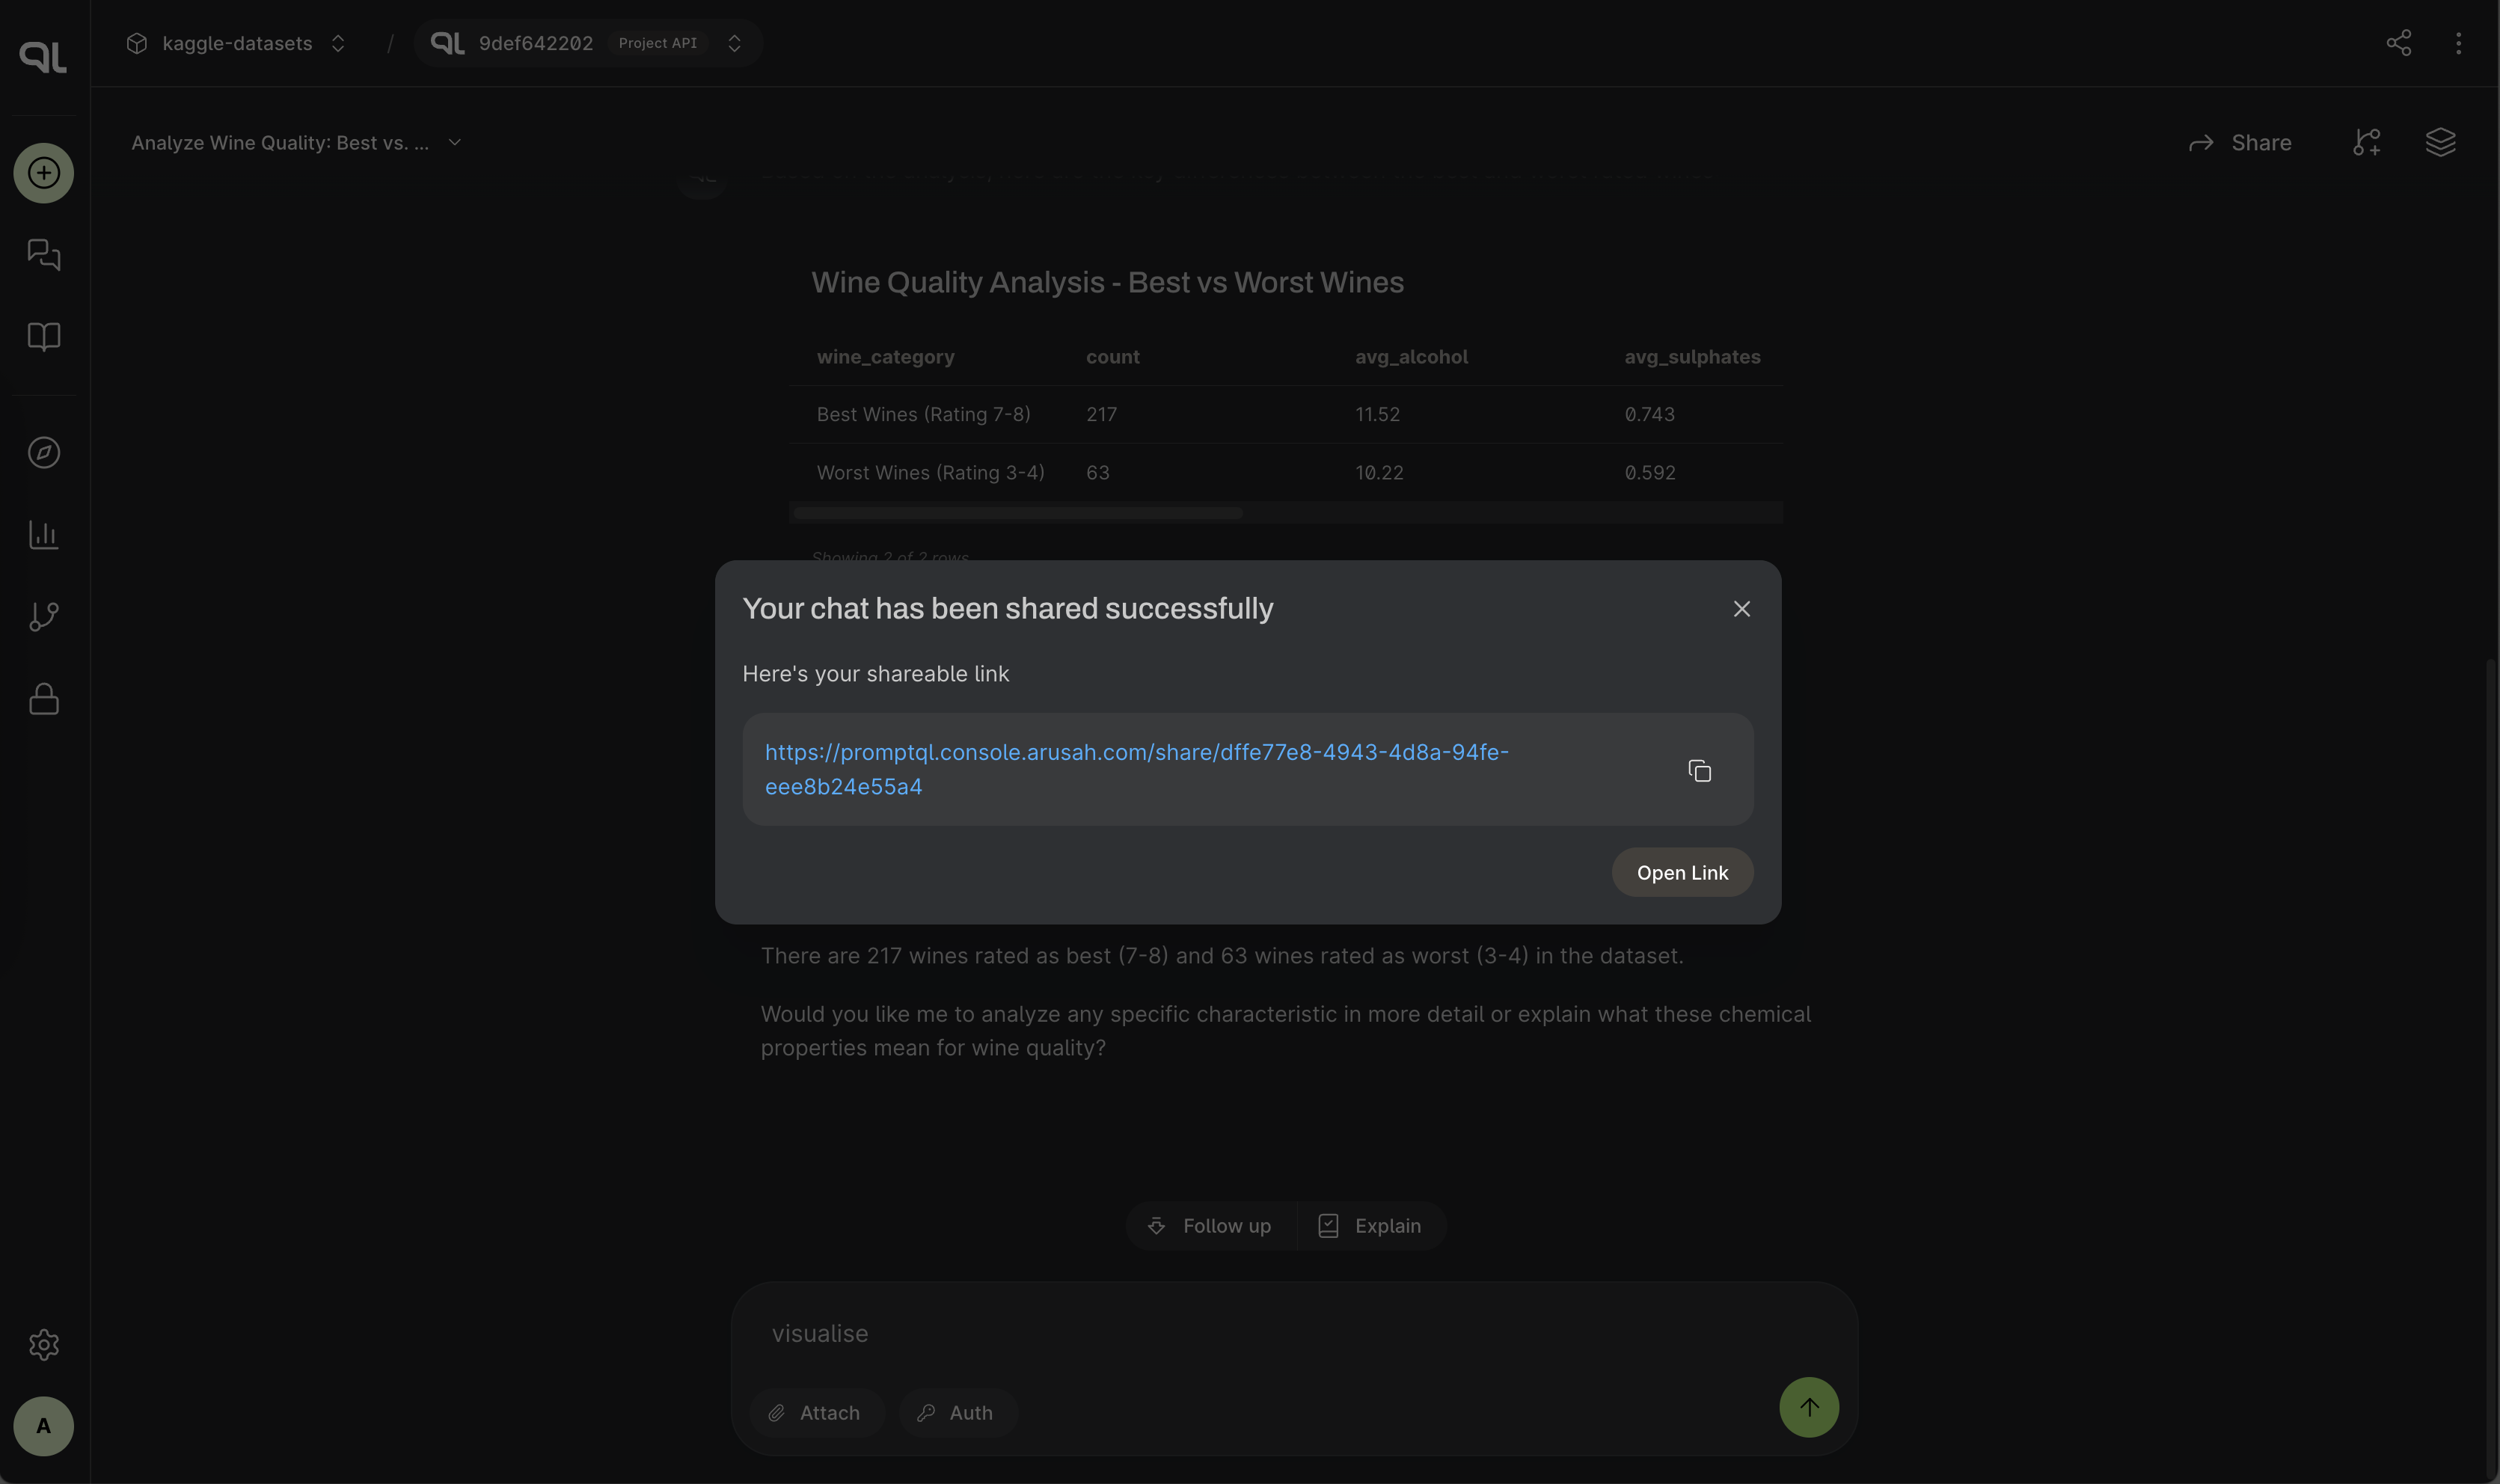 QL
kaggle-datasets / QL 9def642202 Project API
Analyze Wine Quality: Best vs. ...
Share
Wine Quality Analysis - Best vs Worst Wines
wine_category count avg_alcohol avg_sulphates
Best Wines (Rating 7-8) 217 11.52 0.743
Worst Wines (Rating 3-4) 63 10.22 0.592
Showing 2 of 2 rows
Your chat has been shared successfully
Here's your shareable link
https://promptql.console.arusah.com/share/dffe77e8-4943-4d8a-94fe-
eee8b24e55a4
Open Link
There are 217 wines rated as best (7-8) and 63 wines rated as worst (3-4) in the dataset.
Would you like me to analyze any specific characteristic in more detail or explain what these chemical
properties mean for wine quality?
Follow up Explain
visualise
Attach Auth
A